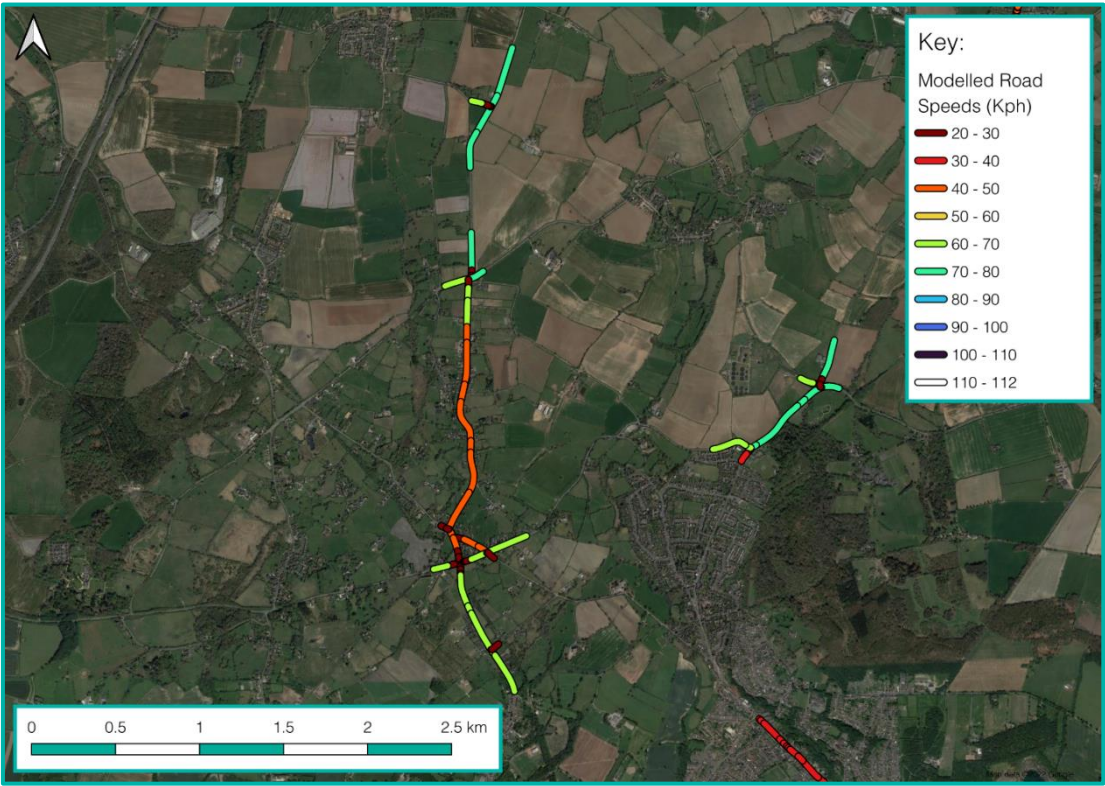 Key:
Modelled Road
Speeds (Kph)
20 - 30
30 - 40
40 - 50
50 - 60
60 - 70
70 - 80
80 - 90
90 - 100
100 - 110
110 - 112
0 0.5 1 1.5 2 2.5 km